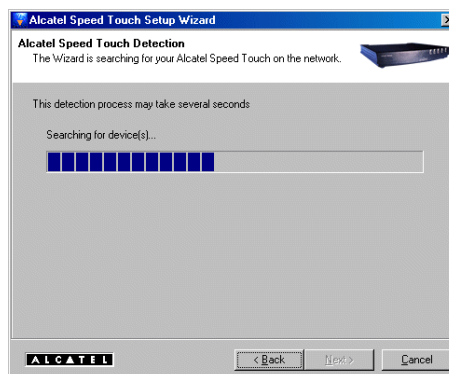 Alcatel Speed Touch Setup Wizard
Alcatel Speed Touch Detection
The Wizard is searching for your Alcatel Speed Touch on the network.
This detection process may take several seconds
Searching for device(s)...
ALCATEL
< Back
Next >
Cancel